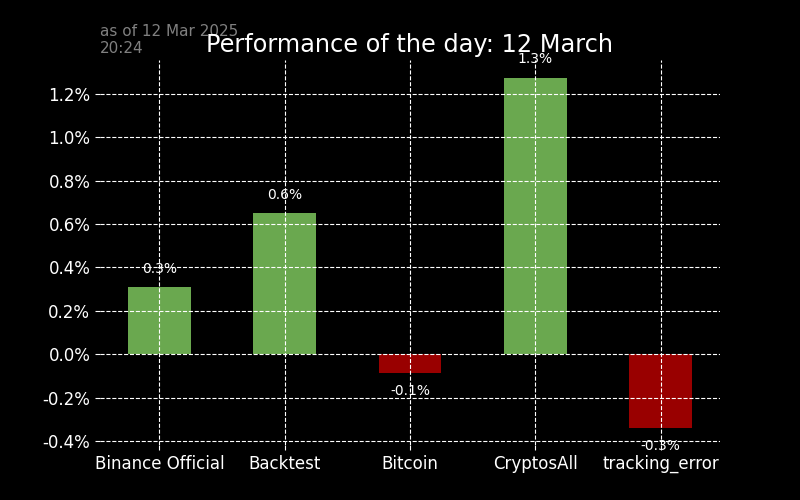 as of 12 Mar 2025
20:24
Performance of the day: 12 March
1.3%
1.2%
1.0%
0.8%
0.6%
0.6%
0.4%
0.3%
0.2%
0.0%
-0.1%
-0.2%
-0.4%
-0.3%
Binance Official
Backtest
Bitcoin
CryptosAll
tracking_error